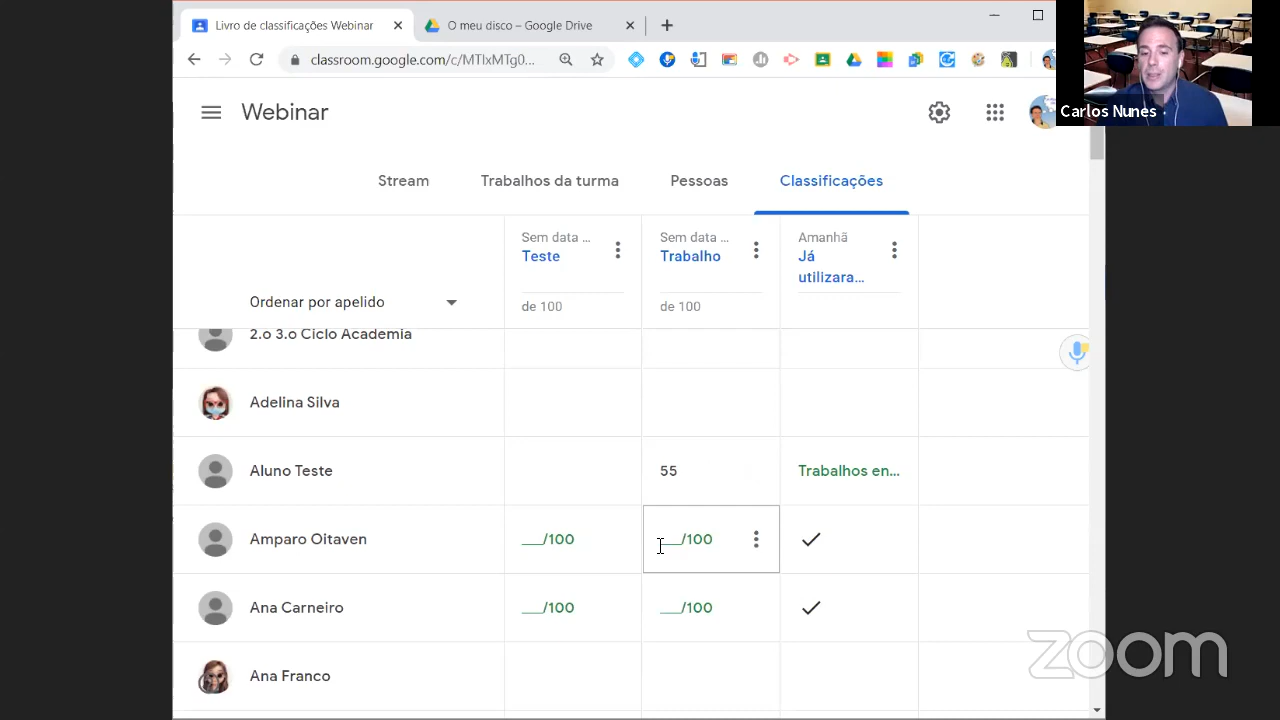 Livro de classificações Webinar
O meu disco – Google Drive
classroom.google.com/c/MTIxMTg0...
Carlos Nunes
Webinar
Stream
Trabalhos da turma
Pessoas
Classificações
Sem data ...
Teste
de 100
Sem data ...
Trabalho
de 100
Amanhã
Já
utilizara...
Ordenar por apelido
2.o 3.o Ciclo Academia
Adelina Silva
Aluno Teste
55
Trabalhos en...
Amparo Oitaven
___/100
___/100
Ana Carneiro
___/100
___/100
Ana Franco
zoom